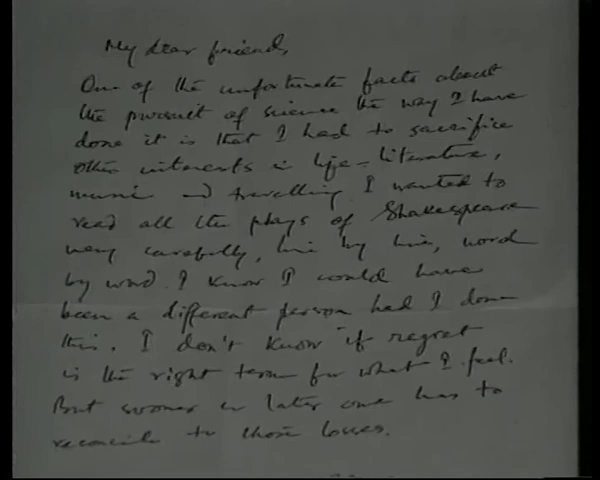 My dear friend,
One of the unfortunate facts about
the pursuit of science the way I have
done it is that I had to sacrifice
other interests in life – literature,
music and travelling. I wanted to
read all the plays of Shakespeare
very carefully, line by line, word
by word. I know I could have
been a different person had I done
this. I don't know if regret
is the right term for what I feel.
But sooner or later one has to
reconcile to those losses.